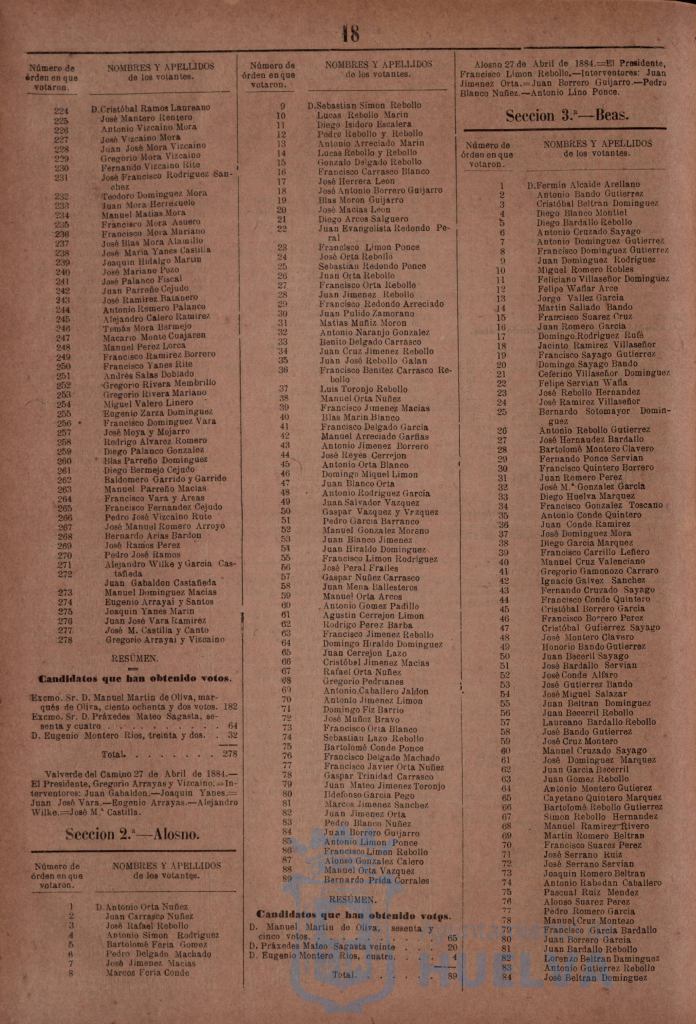 18
Número de órden en que votaron.
NOMBRES Y APELLIDOS
de los votantes.
224 D. Cristóbal Ramos Laureano
225 José Mantero Rentero
226 Antonio Vizcaino Mora
227 José Vizcaino Mora
228 Juan José Mora Vizcaino
229 Gregorio Mora Vizcaino
230 Fernando Vizcaino Rite
231 José Francisco Rodriguez San-
chez
232 Teodoro Dominguez Mora
233 Juan Mora Herrezuelo
234 Manuel Matias Mora
235 Francisco Mora Asuero
236 Francisco Mora Mariano
237 José Blas Mora Alamillo
238 José Maria Yanes Castilla
239 Joaquin Hidalgo Martin
240 José Mariano Pozo
241 José Palanco Fiscal
242 Juan Parreño Cejudo
243 José Ramirez Batanero
244 Antonio Romero Palanco
245 Alejandro Calero Ramirez
246 Tomás Mora Bermejo
247 Macario Monte Cuajaren
248 Manuel Perez Lorca
249 Francisco Ramirez Borrero
250 Francisco Yanes Rite
251 Andrés Salas Doblado
252 Gregorio Rivera Membrillo
253 Gregorio Rivera Mariano
254 Miguel Valero Linero
255 Eugenio Zarza Dominguez
256 Francisco Dominguez Vara
257 José Moya y Mojarro
258 Rodrigo Alvarez Romero
259 Diego Palanco Gonzalez
260 Blas Parreño Dominguez
261 Diego Bermejo Cejudo
262 Baldomero Garrido y Garride
263 Manuel Parreño Macias
264 Francisco Vara y Areas
265 Francisco Fernandez Cejudo
266 Pedro José Vizcaino Rute
267 José Manuel Romero Arroyo
268 Bernardo Arias Bardon
269 José Ramos Perez
270 Pedro José Ramos
271 Alejandro Wilke y Garcia Cas-
272 tañeda
Juan Gabaldon Castañeda
273 Manuel Dominguez Macias
274 Eugenio Arrayai y Santos
275 Joaquin Yanes Marin
276 Juan José Vara Ramirez
277 José M. Castilla y Canto
278 Gregorio Arrayai y Vizcaino
RESÚMEN.
Candidatos que han obtenido votos.
Excmo. Sr. D. Manuel Martin de Oliva, mar-
qués de Oliva, ciento ochenta y dos votos. 182
Excmo. Sr. D. Práxedes Mateo Sagasta, se-
senta y cuatro . . . . . . . . 64
D. Eugenio Montero Rios, treinta y dos. . 32
Total. . . . . . . . 278
Valverde del Camino 27 de Abril de 1884.—
El Presidente, Gregorio Arrayas y Vizcaino.=In-
terventores: Juan Gabaldon.—Joaquin Yanes.=
Juan José Vara.—Eugenio Arrayas.—Alejandro
Wilke.=José M.ª Castilla.
Seccion 2.ª—Alosno.
Número de órden en que votaron.
NOMBRES Y APELLIDOS
de los votantes.
1 D. Antonio Orta Nuñez
2 Juan Carrasco Nuñez
3 José Rafael Rebollo
4 Antonio Simon Rodriguez
5 Bartolomé Feria Gomez
6 Pedro Delgado Machado
7 José Jimenez Macias
8 Marcos Feria Conde
Número de órden en que votaron.
NOMBRES Y APELLIDOS
de los votantes.
9 D. Sebastian Simon Rebollo
10 Lucas Rebollo Marin
11 Diego Isidoro Escalera
12 Pedro Rebollo y Rebollo
13 Antonio Arreciado Marin
14 Lucas Rebollo y Rebollo
15 Gonzalo Delgado Rebollo
16 Francisco Carrasco Blanco
17 José Herrera Leon
18 José Antonio Borrero Guijarro
19 Blas Moron Guijarro
20 José Macias Leon
21 Diego Arcos Salguero
22 Juan Evangelista Redondo Pe-
ral
23 Francisco Limon Ponce
24 José Orta Rebollo
25 Sebastian Redondo Ponce
26 Juan Orta Rebollo
27 Francisco Orta Rebollo
28 Juan Jimenez Rebollo
29 Francisco Redondo Arreciado
30 Juan Pulido Zamorano
31 Matias Muñiz Moron
32 Antonio Naranjo Gonzalez
33 Benito Delgado Carrasco
34 Juan Cruz Jimenez Rebollo
35 Juan José Rebollo Galan
36 Francisco Benitez Carrasco Re-
bollo
37 Luis Toronjo Rebollo
38 Manuel Orta Nuñez
39 Francisco Jimenez Macias
40 Blas Marin Blanco
41 Francisco Delgado Garcia
42 Manuel Arreciado Garfias
43 Antonio Jimenez Borrero
44 José Reyes Cerrejon
45 Antonio Orta Blanco
46 Domingo Miguel Limon
47 Juan Blanco Orta
48 Antonio Rodriguez Garcia
49 Juan Salvador Vazquez
50 Gaspar Vazquez y Vrzquez
51 Pedro Garcia Barranco
52 Manuel Gonzalez Morano
53 Juan Blanco Jimenez
54 Juan Hiraldo Dominguez
55 Francisco Limon Rodriguez
56 José Peral Frailes
57 Gaspar Nuñez Carrasco
58 Juan Mena Ballesteros
59 Manuel Orta Arcos
60 Antonio Gomez Padillo
61 Agustin Cerrejon Limon
62 Rodrigo Perez Barba
63 Francisco Jimenez Rebollo
64 Domingo Hiraldo Dominguez
65 Juan Cerrejon Lazo
66 Cristóbal Jimenez Macias
67 Rafael Orta Nuñez
68 Gregorio Pedrianes
69 Antonio Caballero Jaldon
70 Antonio Jimenez Limon
71 Domingo Fiz Barrio
72 José Muñoz Bravo
73 Francisco Orta Blanco
74 Sebastian Lazo Rebollo
75 Bartolomé Conde Ponce
76 Francisco Delgado Machado
77 Francisco Javier Orta Nuñez
78 Gaspar Trinidad Carrasco
79 Juan Mateo Jimenez Toronjo
80 Ildefonso Garcia Pego
81 Marcos Jimenez Sanchez
82 Juan Jimenez Orta
83 Pedro Blanco Nuñez
84 Juan Borrero Guijarro
85 Antonio Limon Ponce
86 Francisco Limon Rebollo
87 Alonso Gonzalez Calero
88 Manuel Orta Vazquez
89 Bernardo Prida Corrales
RESÚMEN.
Candidatos que han obtenido votos.
D. Manuel Martin de Oliva, sesenta y
cinco votos. . . . . . . . 65
D. Práxedes Mateo Sagasta veinte . . 20
D. Eugenio Montero Rios, cuatro. . . 4
Total. . . . . . 89
Alosno 27 de Abril de 1884.=El Presidente,
Francisco Limon Rebollo.—Interventores: Juan
Jimenez Orta.=Juan Borrero Guijarro.—Pedro
Blanco Nuñez.—Antonio Lino Ponce.
Seccion 3.ª—Beas.
Número de órden en que votaron.
NOMBRES Y APELLIDOS
de los votantes.
1 D. Fermin Alcaide Arellano
2 Antonio Bando Gutierrez
3 Cristóbal Beltran Dominguez
4 Diego Blanco Montiel
5 Diego Bardallo Rebollo
6 Antonio Cruzado Sayago
7 Antonio Dominguez Gutierrez
8 Francisco Dominguez Gutierrez
9 Juan Dominguez Rodriguez
10 Miguel Romero Robles
11 Feliciano Villaseñor Dominguez
12 Felipe Wafiar Arce
13 Jorge Vallez Garcia
14 Martin Saliado Bando
15 Francisco Suarez Cruz
16 Juan Romero Garcia
17 Domingo Rodriguez Rufé
18 Jacinto Ramirez Villaseñor
19 Francisco Sayago Gutierrez
20 Domingo Sayago Bando
21 Ceferino Villaseñor Dominguez
22 Felipe Servian Wafla
23 José Rebollo Hernandez
24 José Ramirez Villaseñor
25 Bernardo Sotomayor Domin-
guez
26 Antonio Rebollo Gutierrez
27 José Hernaudez Bardallo
28 Bartolomé Montero Clavero
29 Fernando Ponce Servian
30 Francisco Quintero Borrero
31 Juan Romero Perez
32 José M.ª Gonzalez Garcia
33 Diego Huelva Marquez
34 Francisco Gonzalez Toscano
35 Antonio Conde Quintero
36 Juan Conde Ramirez
37 José Dominguez Mora
38 Diego Garcia Marquez
39 Francisco Carrillo Leñero
40 Manuel Cruz Valenciano
41 Gregorio Gamonozo Carrero
42 Ignacio Galvez Sanchez
43 Fernando Cruzado Sayago
44 Francisco Conde Quintero
45 Cristóbal Borrero Garcia
46 Francisco Borrero Perez
47 Cristóbal Gutierrez Sayago
48 José Montero Clavero
49 Honorio Bando Gutierrez
50 Juan Beceril Sayago
51 José Bardallo Servian
52 José Conde Alfaro
53 José Gutierrez Bando
54 José Miguel Salazar
55 Juan Beltran Dominguez
56 Juan Becerril Rebollo
57 Laureano Bardallo Rebollo
58 José Bando Gutierrez
59 José Cruz Montero
60 Manuel Cruzado Sayago
61 José Dominguez Marquez
62 Juan Garcia Becerril
63 Juan Gomez Rebollo
64 Antonio Montero Gutierez
65 Cayetano Quintero Marquez
66 Bartolomé Rebollo Gutierrez
67 Simon Rebollo Hernandez
68 Manuel Ramirez Rivero
69 Martin Romero Beltran
70 Francisco Suarez Perez
71 José Serrano Ruiz
72 José Serrano Servian
73 Joaquin Romero Beltran
74 Antonio Rabadan Caballero
75 Pascual Ruiz Mendez
76 Alonso Suarez Perez
77 Pedro Romero Garcia
78 Manuel Cruz Montezo
79 Francisco Garcia Bardallo
80 Juan Borrero Garcia
81 Juan Bardallo Rebollo
82 Lorenzo Beltran Daminguez
83 Antonio Gutierrez Rebollo
84 José Beltran Dominguez